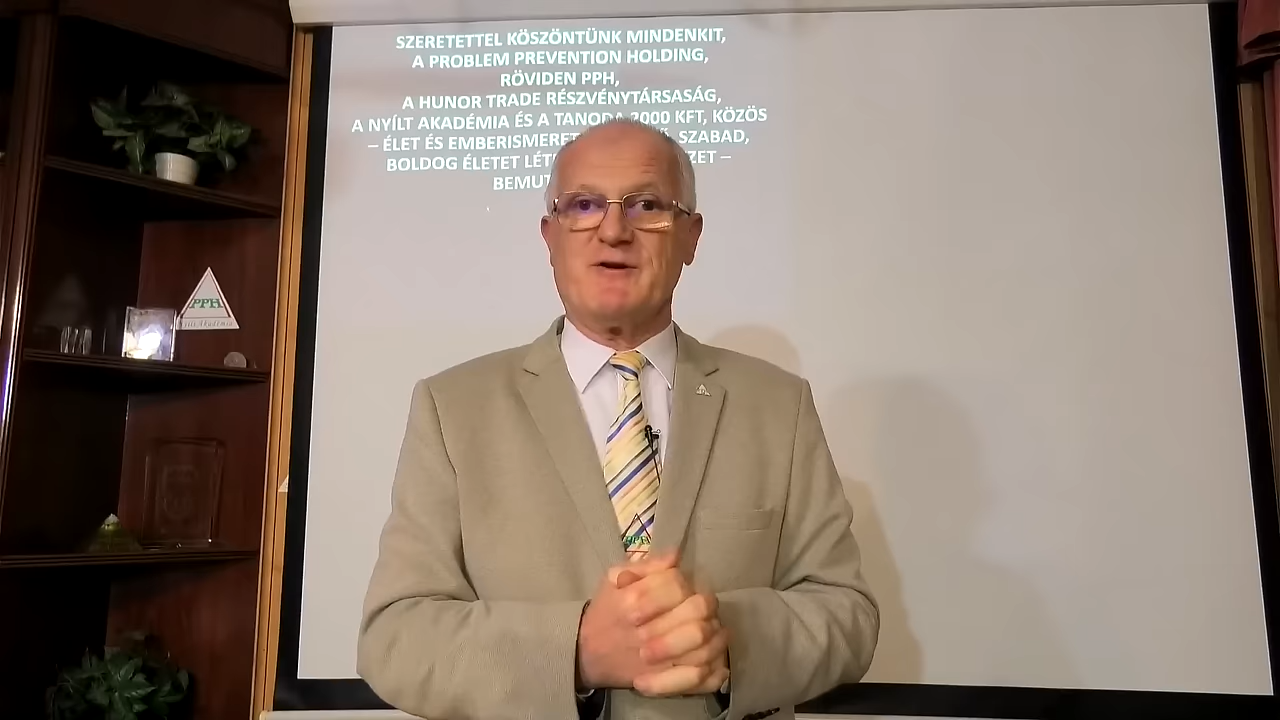 SZERETETTEL KÖSZÖNTÜNK MINDENKIT,
A PROBLEM PREVENTION HOLDING,
RÖVIDEN PPH,
A HUNOR TRADE RÉSZVÉNYTÁRSASÁG,
A NYÍLT AKADÉMIA ÉS A TANODA 2000 KFT, KÖZÖS
– ÉLET ÉS SZABAD,
BOLDOG ÉLETET –
PPH
PPH